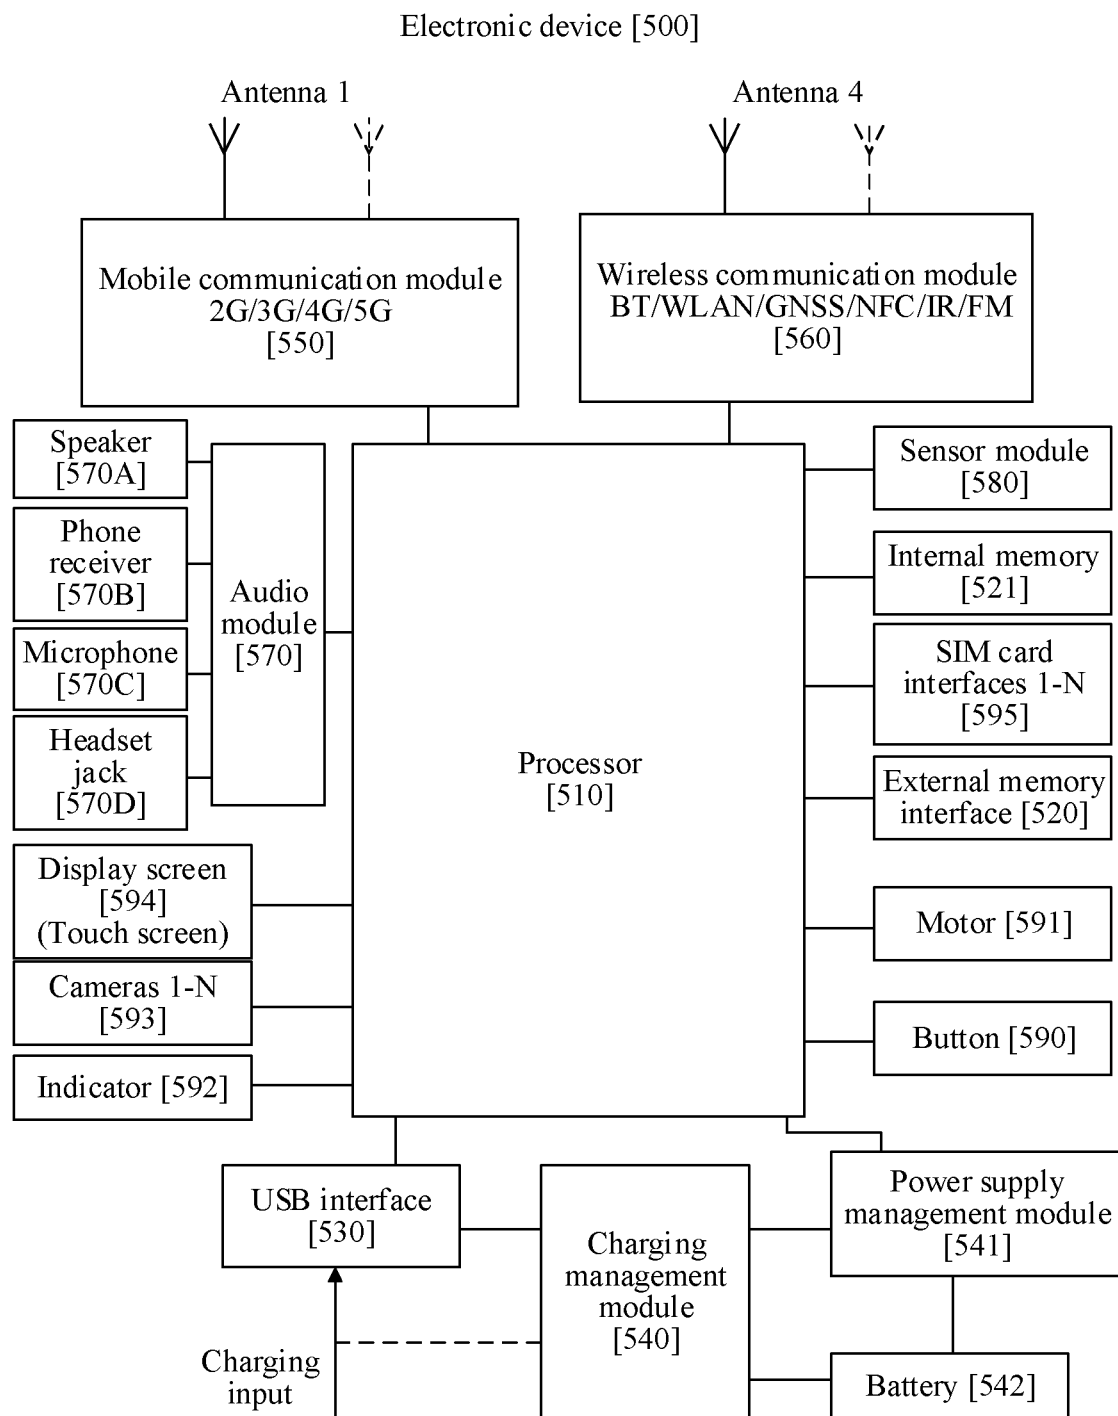 Electronic device [500]
Antenna 1
Antenna 4
Mobile communication module
2G/3G/4G/5G
[550]
Wireless communication module
BT/WLAN/GNSS/NFC/IR/FM
[560]
Speaker
[570A]
Phone
receiver
[570B]
Microphone
[570C]
Headset
jack
[570D]
Audio
module
[570]
Display screen
[594]
(Touch screen)
Cameras 1-N
[593]
Indicator [592]
Processor
[510]
Sensor module
[580]
Internal memory
[521]
SIM card
interfaces 1-N
[595]
External memory
interface [520]
Motor [591]
Button [590]
USB interface
[530]
Charging
input
Charging
management
module
[540]
Power supply
management module
[541]
Battery [542]